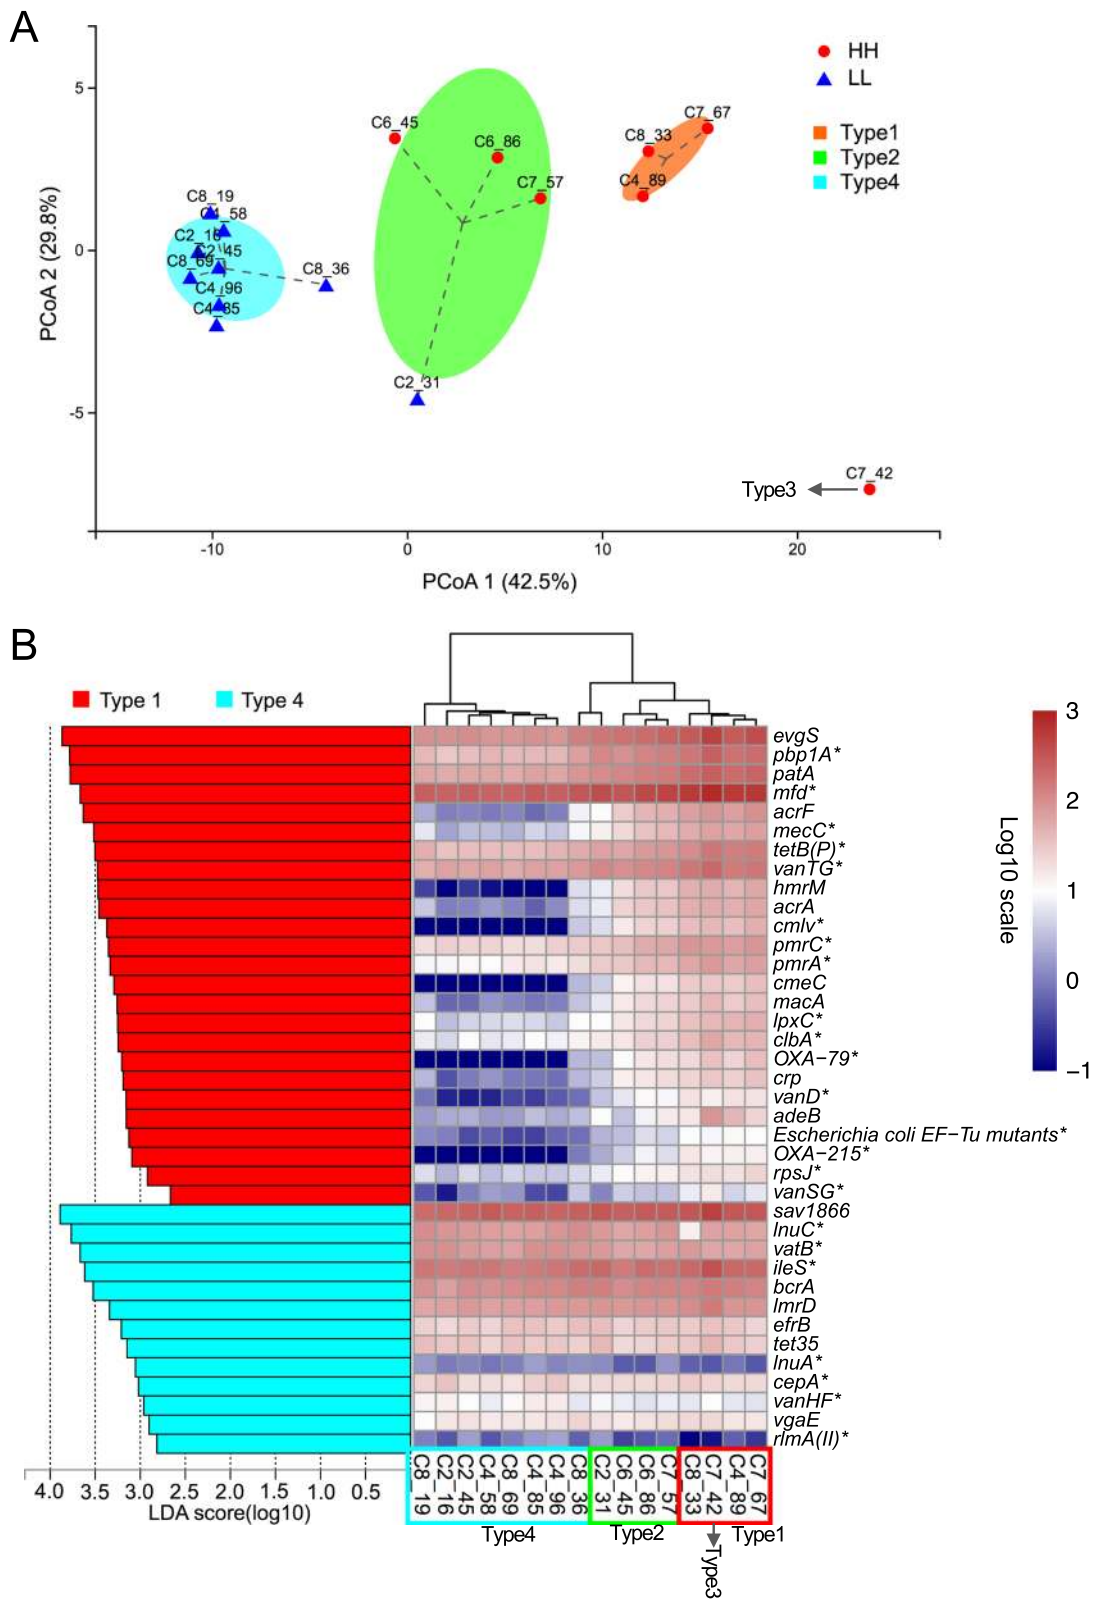 A
HH
LL
Type1
Type2
Type4
5
0
-5
PCoA 2 (29.8%)
C6_45
C6_86
C7_57
C7_67
C8_33
C4_89
C8_19
C4_58
C2_16
C2_45
C8_69
C8_36
C4_96
C4_85
C2_31
C7_42
Type3
-10
0
10
20
PCoA 1 (42.5%)
B
Type 1
Type 4
evgS
pbp1A*
patA
mfd*
acrF
mecC*
tetB(P)*
vanTG*
hmrM
acrA
cmlv*
pmrC*
pmrA*
cmeC
macA
lpxC*
clbA*
OXA−79*
crp
vanD*
adeB
Escherichia coli EF−Tu mutants*
OXA−215*
rpsJ*
vanSG*
sav1866
lnuC*
vatB*
ileS*
bcrA
lmrD
efrB
tet35
lnuA*
cepA*
vanHF*
vgaE
rlmA(II)*
3
2
1
0
−1
Log10 scale
4.0 3.5 3.0 2.5 2.0 1.5 1.0 0.5
LDA score(log10)
C8_19
C2_16
C2_45
C4_58
C8_69
C4_85
C4_96
C8_36
C2_31
C6_45
C6_86
C7_57
C8_33
C7_42
C4_89
C7_67
Type4
Type2
Type1
Type3